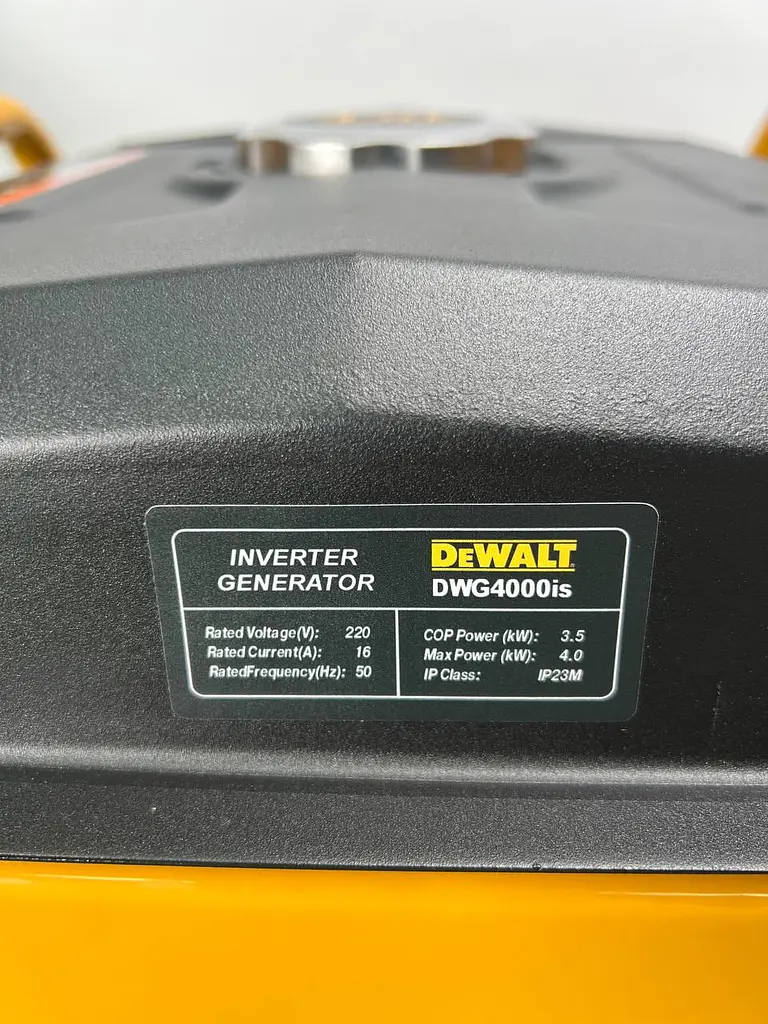 INVERTER
GENERATOR
DEWALT
DWG4000is
Rated Voltage(V): 220
Rated Current(A): 16
RatedFrequency(Hz): 50
COP Power (kW): 3.5
Max Power (kW): 4.0
IP Class: IP23M